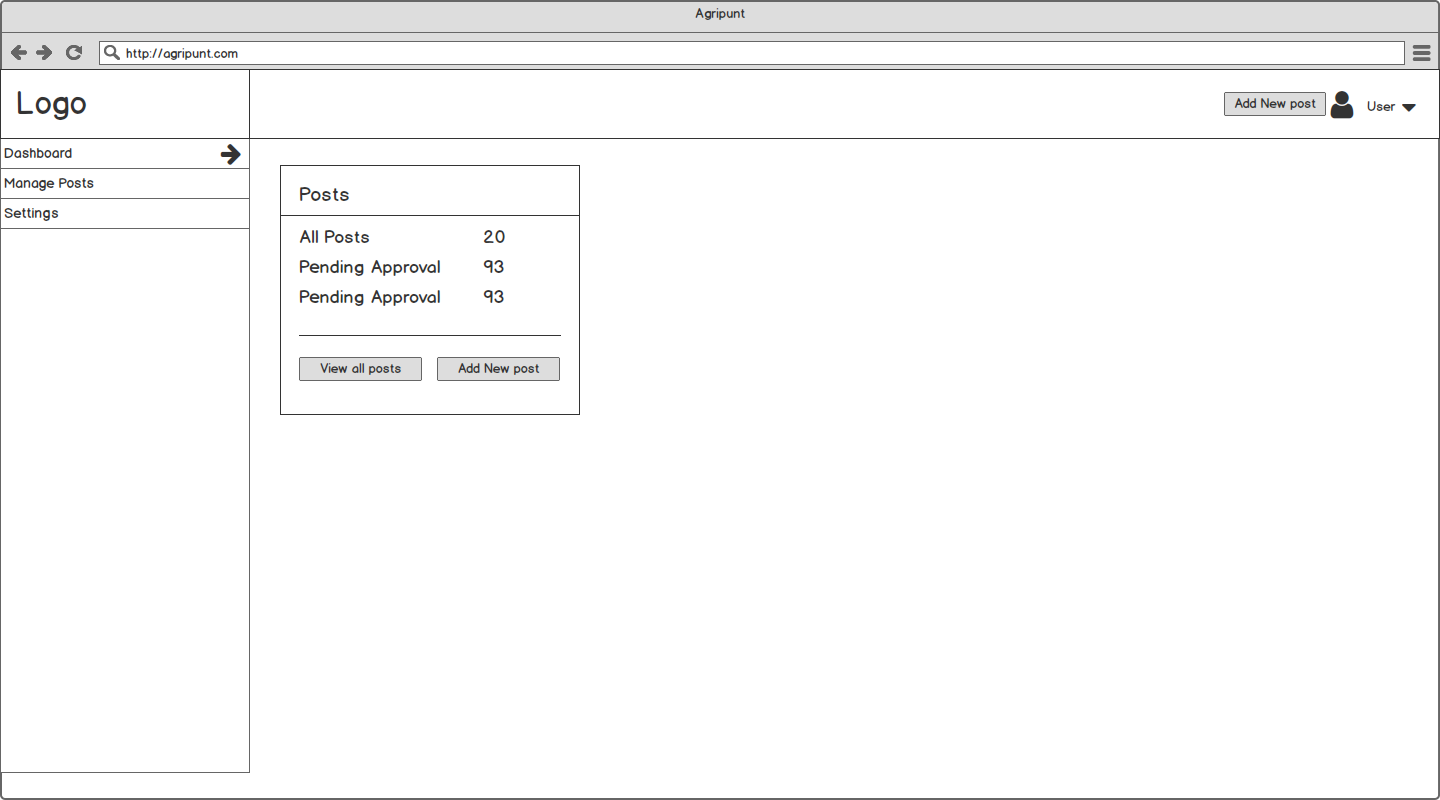 Agripunt
http://agripunt.com
Logo
Add New post
User
Dashboard
Manage Posts
Settings
Posts
All Posts 20
Pending Approval 93
Pending Approval 93
View all posts Add New post